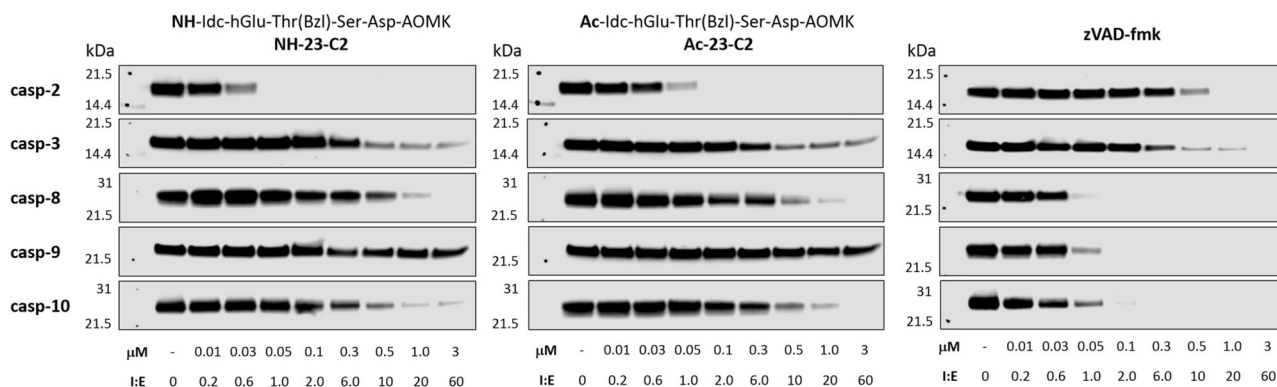 NH-Idc-hGlu-Thr(Bzl)-Ser-Asp-AOMK
NH-23-C2
Ac-Idc-hGlu-Thr(Bzl)-Ser-Asp-AOMK
Ac-23-C2
zVAD-fmk
kDa kDa kDa
casp-2 21.5 21.5 21.5
14.4 14.4 14.4
casp-3 21.5 21.5 21.5
14.4 14.4 14.4
casp-8 31 31 31
21.5 21.5 21.5
casp-9 21.5 21.5 21.5
casp-10 31 31 31
21.5 21.5 21.5
μM - 0.01 0.03 0.05 0.1 0.3 0.5 1.0 3 μM - 0.01 0.03 0.05 0.1 0.3 0.5 1.0 3 μM - 0.01 0.03 0.05 0.1 0.3 0.5 1.0 3
I:E 0 0.2 0.6 1.0 2.0 6.0 10 20 60 I:E 0 0.2 0.6 1.0 2.0 6.0 10 20 60 I:E 0 0.2 0.6 1.0 2.0 6.0 10 20 60